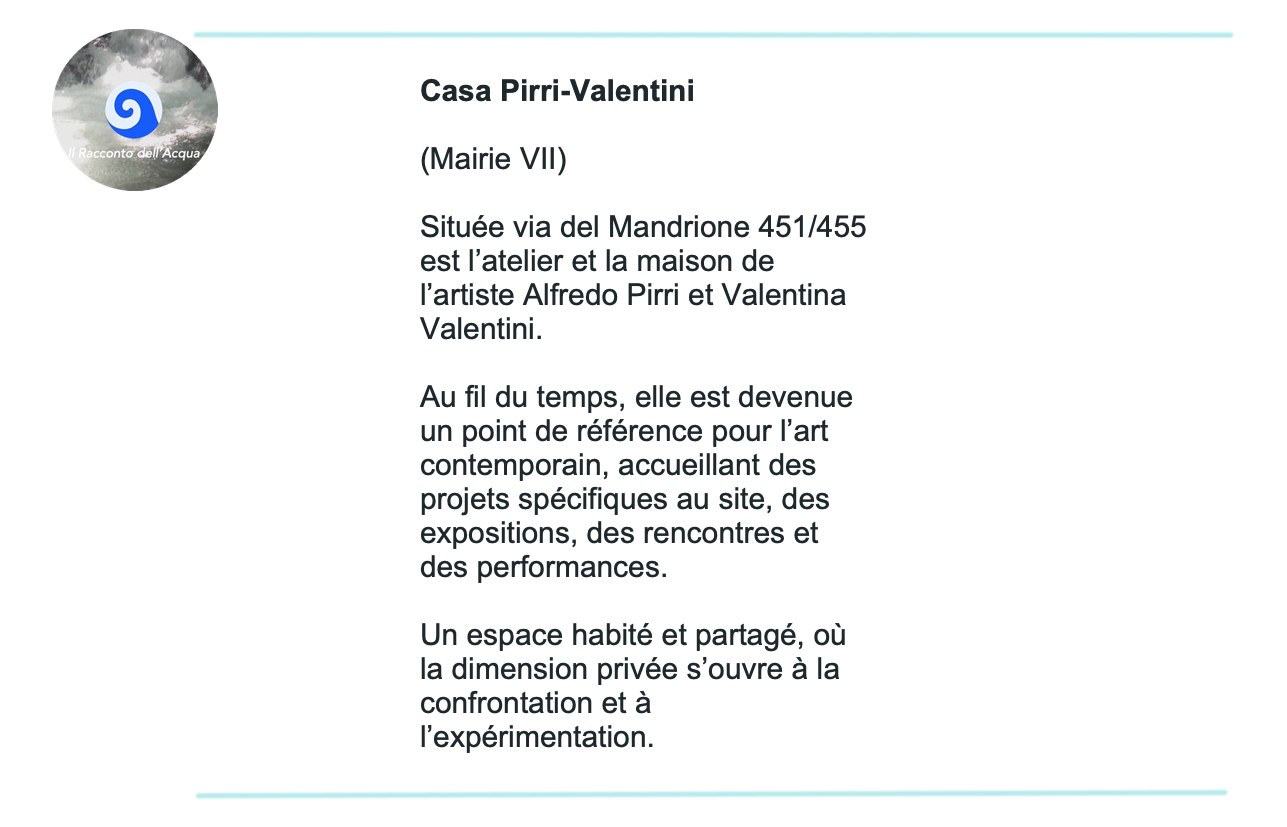 Il Racconto dell'Acqua
Casa Pirri-Valentini
(Mairie VII)
Située via del Mandrione 451/455
est l’atelier et la maison de
l’artiste Alfredo Pirri et Valentina
Valentini.
Au fil du temps, elle est devenue
un point de référence pour l’art
contemporain, accueillant des
projets spécifiques au site, des
expositions, des rencontres et
des performances.
Un espace habité et partagé, où
la dimension privée s’ouvre à la
confrontation et à
l’expérimentation.